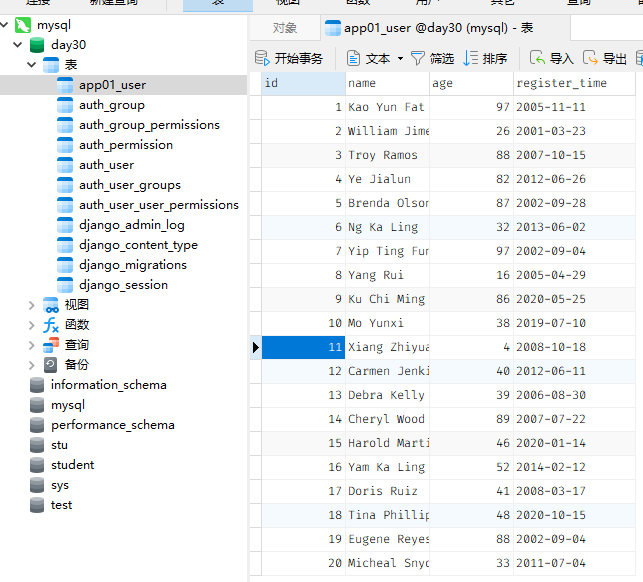 连接 新建查询 表 视图 函数 用户 其它 查询
mysql
day30
表
app01_user
auth_group
auth_group_permissions
auth_permission
auth_user
auth_user_groups
auth_user_user_permissions
django_admin_log
django_content_type
django_migrations
django_session
视图
函数
查询
备份
information_schema
mysql
performance_schema
stu
student
sys
test
对象 app01_user @day30 (mysql) - 表
开始事务 文本 筛选 排序 导入 导出
id name age register_time
1 Kao Yun Fat 97 2005-11-11
2 William Jime 26 2001-03-23
3 Troy Ramos 88 2007-10-15
4 Ye Jialun 82 2012-06-26
5 Brenda Olson 87 2002-09-28
6 Ng Ka Ling 32 2013-06-02
7 Yip Ting Fun 97 2002-09-04
8 Yang Rui 16 2005-04-29
9 Ku Chi Ming 86 2020-05-25
10 Mo Yunxi 38 2019-07-10
11 Xiang Zhiyua 4 2008-10-18
12 Carmen Jenki 40 2012-06-11
13 Debra Kelly 39 2006-08-30
14 Cheryl Wood 89 2007-07-22
15 Harold Marti 46 2020-01-14
16 Yam Ka Ling 52 2014-02-12
17 Doris Ruiz 41 2008-03-17
18 Tina Phillip 48 2020-10-15
19 Eugene Reyes 88 2002-09-04
20 Micheal Snyd 33 2011-07-04